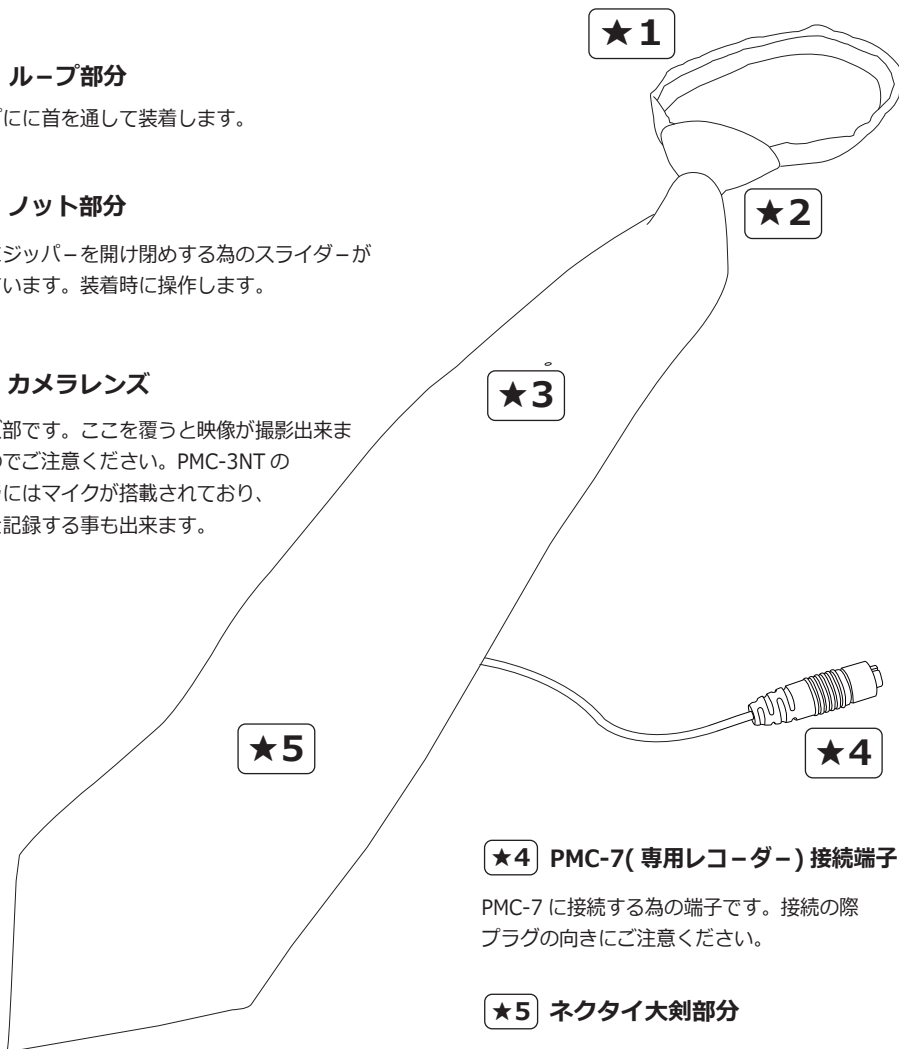 ★1
ループ部分
にに首を通して装着します。
ノット部分
★2
ジッパーを開け閉めする為のスライダーが
います。装着時に操作します。
カメラレンズ
★3
部です。ここを覆うと映像が撮影出来ま
でご注意ください。PMC-3NT の
にはマイクが搭載されており、
記録する事も出来ます。
★5
★4
★4 PMC-7( 専用レコーダー) 接続端子
PMC-7 に接続する為の端子です。接続の際
プラグの向きにご注意ください。
★5 ネクタイ大剣部分